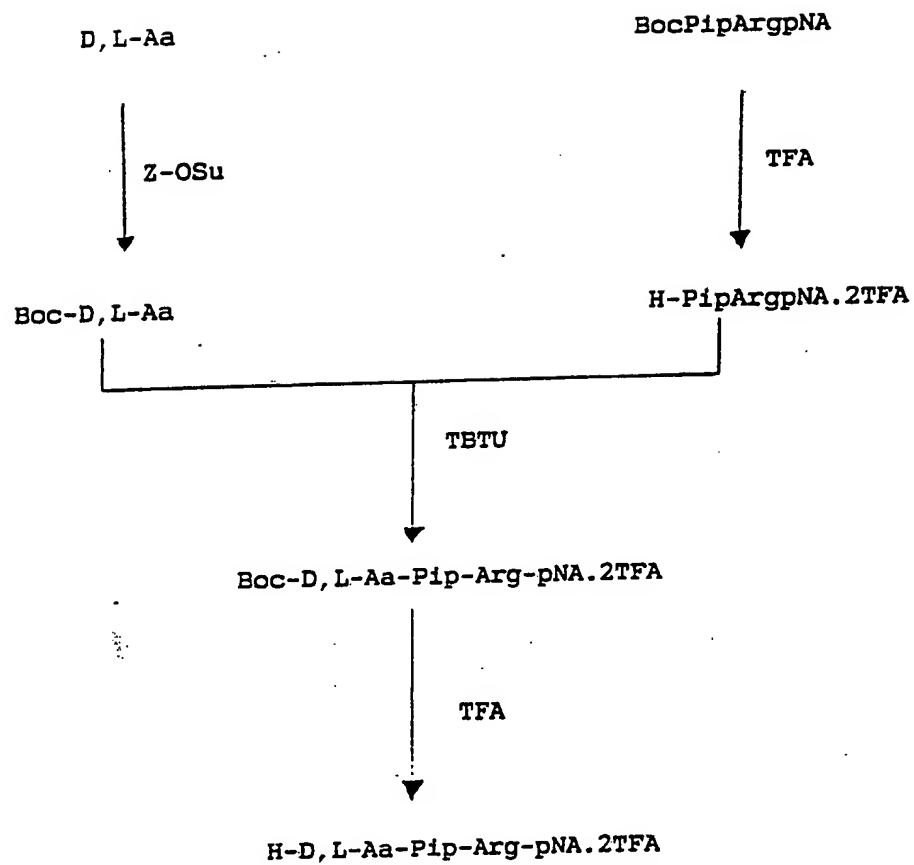 D,L-Aa
BocPipArgpNA
Z-OSu
TFA
Boc-D,L-Aa
H-PipArgpNA.2TFA
TBTU
Boc-D,L-Aa-Pip-Arg-pNA.2TFA
TFA
H-D,L-Aa-Pip-Arg-pNA.2TFA